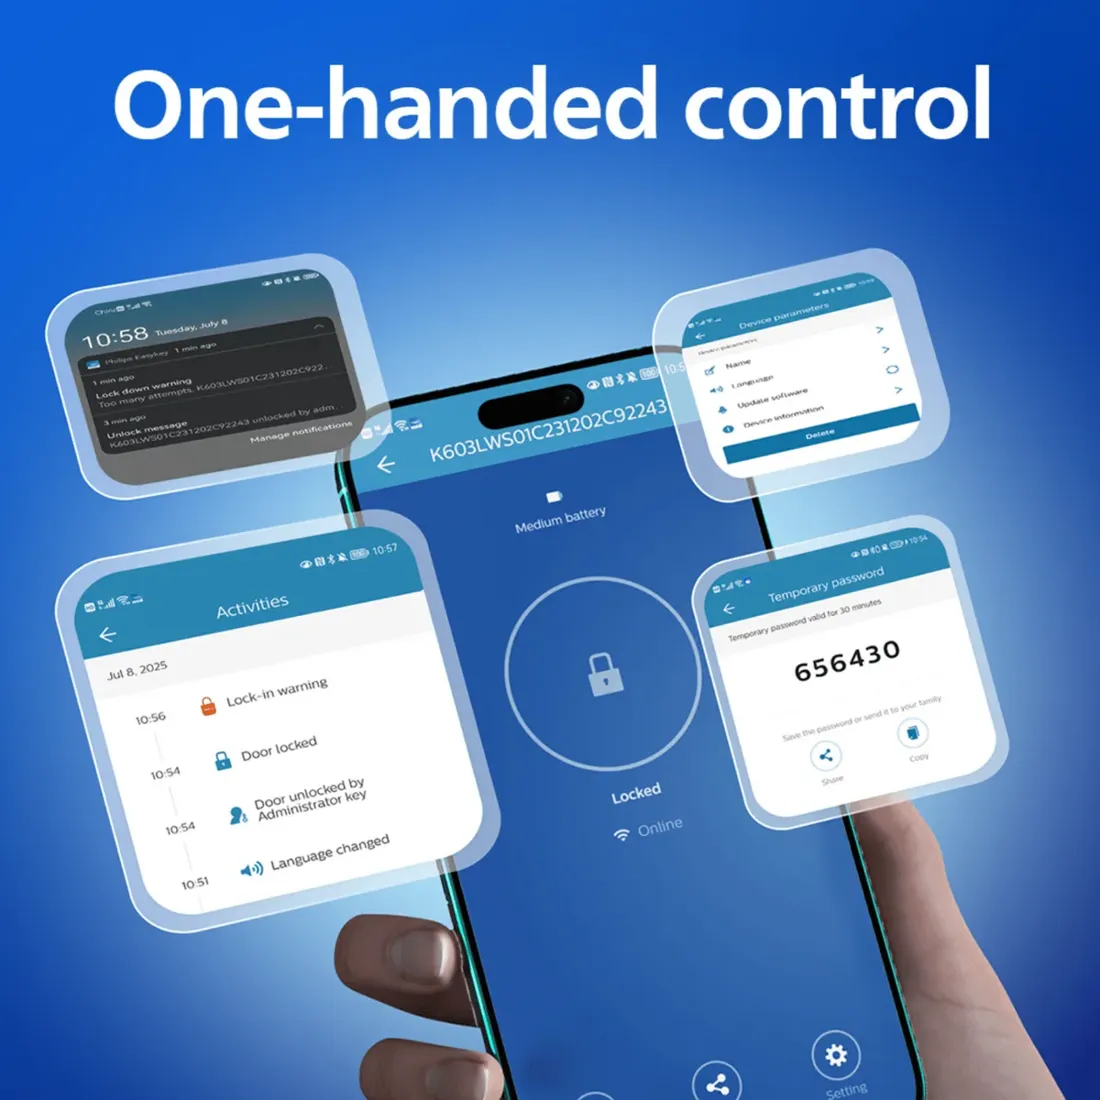 One-handed control
10:58 Tuesday, July 8
Philips Easykey 1 min ago
1 min ago
Lock down warning
Too many attempts. K603LWS01C231202C922...
3 min ago
Unlock message
K603LWS01C231202C92243 unlocked by adm...
Manage notifications
10:57
Activities
Jul 8, 2025
10:56 Lock-in warning
10:54 Door locked
10:54 Door unlocked by
Administrator key
10:51 Language changed
K603LWS01C231202C92243
Medium battery
Locked
Online
Setting
Device parameters
Device parameters
Name
Language
Update software
Device information
Delete
10:54
Temporary password
Temporary password valid for 30 minutes
656430
Save the password or send it to your family
Share
Copy